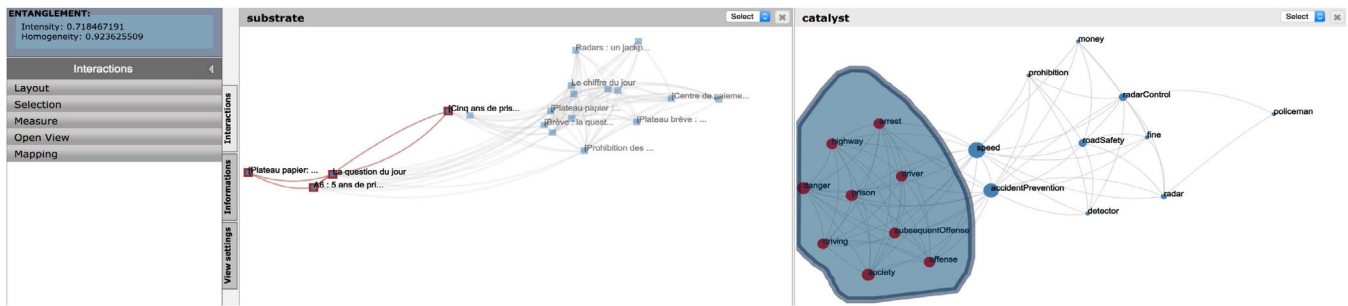 ENTANGLEMENT:
Intensity: 0.718467191
Homogeneity: 0.923625509
Interactions
Layout
Selection
Measure
Open View
Mapping
Interactions
Informations
View settings
substrate
Select
[Radars : un jackp...
Le chiffre du jour
[Centre de paieme...
[Cinq ans de pris...
[Plateau papier :...
[Brève : la quest...
[Plateau brève : ...
[Prohibition des ...
[Plateau papier: ...
La question du jour
A6 : 5 ans de pri...
catalyst
Select
money
prohibition
radarControl
policeman
arrest
highway
speed
roadSafety
fine
driver
danger
prison
accidentPrevention
radar
detector
subsequentOffense
driving
offense
society